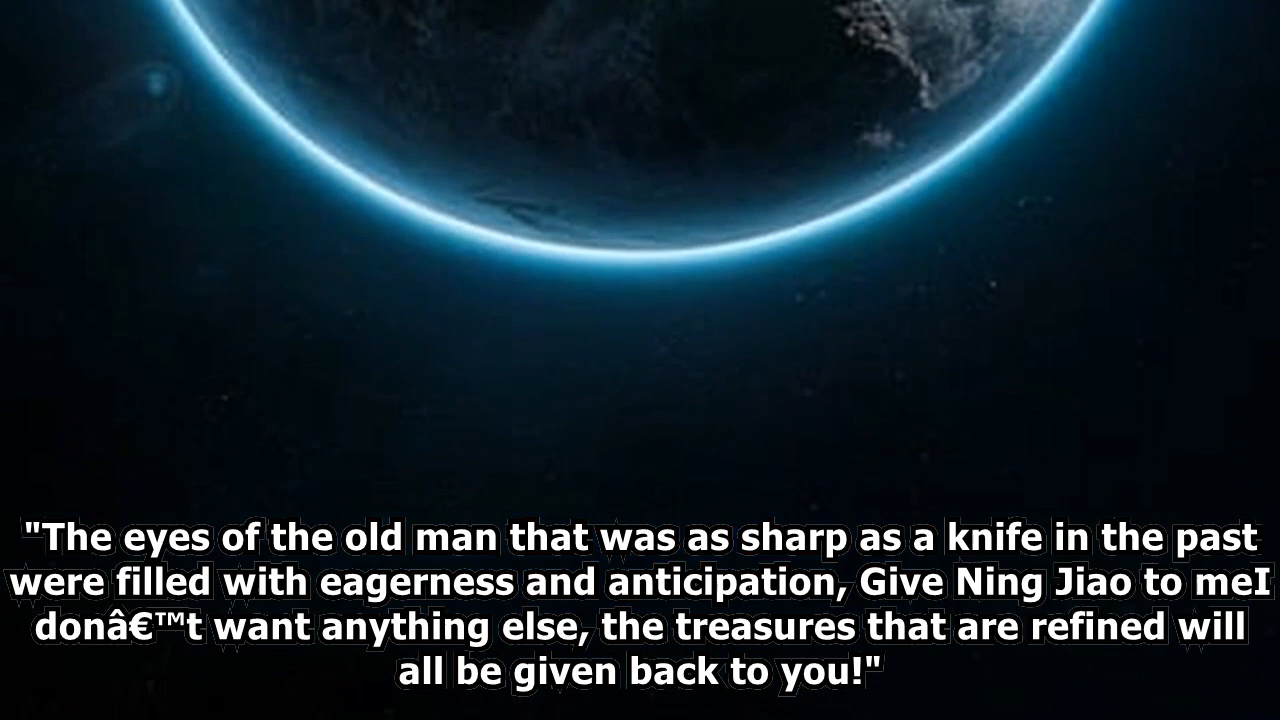 "The eyes of the old man that was as sharp as a knife in the past
were filled with eagerness and anticipation, Give Ning Jiao to meI
donâ€™t want anything else, the treasures that are refined will
all be given back to you!"